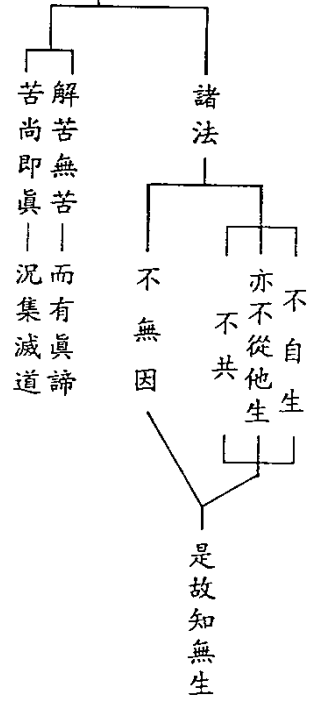 諸法
不自生
亦不從他生
不共
不無因
是故知無生
解苦無苦—而有眞諦
苦尚即眞—況集滅道